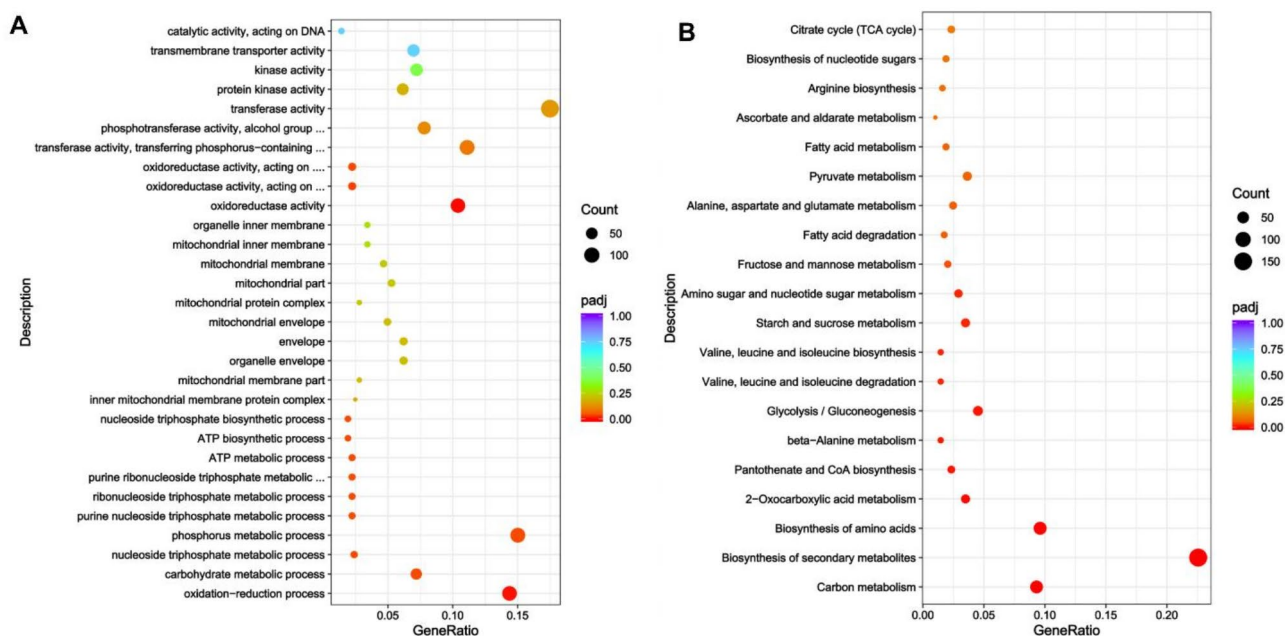 A
Description
catalytic activity, acting on DNA
transmembrane transporter activity
kinase activity
protein kinase activity
transferase activity
phosphotransferase activity, alcohol group ...
transferase activity, transferring phosphorus−containing ...
oxidoreductase activity, acting on ....
oxidoreductase activity, acting on ...
oxidoreductase activity
organelle inner membrane
mitochondrial inner membrane
mitochondrial membrane
mitochondrial part
mitochondrial protein complex
mitochondrial envelope
envelope
organelle envelope
mitochondrial membrane part
inner mitochondrial membrane protein complex
nucleoside triphosphate biosynthetic process
ATP biosynthetic process
ATP metabolic process
purine ribonucleoside triphosphate metabolic ...
ribonucleoside triphosphate metabolic process
purine nucleoside triphosphate metabolic process
phosphorus metabolic process
nucleoside triphosphate metabolic process
carbohydrate metabolic process
oxidation−reduction process
0.05 0.10 0.15
GeneRatio
Count
50
100
padj
1.00
0.75
0.50
0.25
0.00
B
Description
Citrate cycle (TCA cycle)
Biosynthesis of nucleotide sugars
Arginine biosynthesis
Ascorbate and aldarate metabolism
Fatty acid metabolism
Pyruvate metabolism
Alanine, aspartate and glutamate metabolism
Fatty acid degradation
Fructose and mannose metabolism
Amino sugar and nucleotide sugar metabolism
Starch and sucrose metabolism
Valine, leucine and isoleucine biosynthesis
Valine, leucine and isoleucine degradation
Glycolysis / Gluconeogenesis
beta−Alanine metabolism
Pantothenate and CoA biosynthesis
2−Oxocarboxylic acid metabolism
Biosynthesis of amino acids
Biosynthesis of secondary metabolites
Carbon metabolism
0.00 0.05 0.10 0.15 0.20
GeneRatio
Count
50
100
150
padj
1.00
0.75
0.50
0.25
0.00